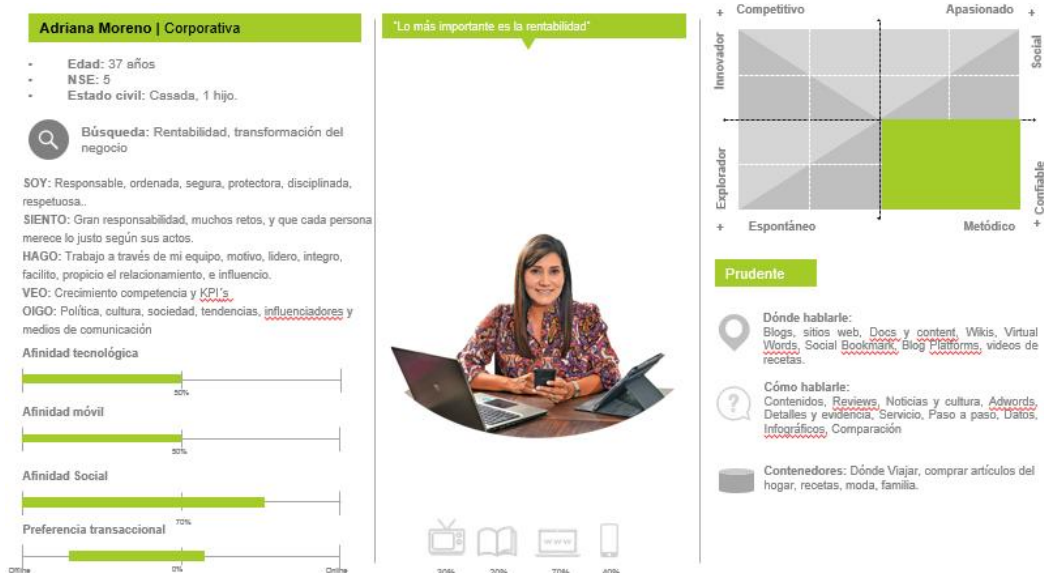 Adriana Moreno | Corporativa
- Edad: 37 años
- NSE: 5
- Estado civil: Casada, 1 hijo.
Búsqueda: Rentabilidad, transformación del
negocio
SOY: Responsable, ordenada, segura, protectora, disciplinada,
respetuosa..
SIENTO: Gran responsabilidad, muchos retos, y que cada persona
merece lo justo según sus actos.
HAGO: Trabajo a través de mi equipo, motivo, lidero, integro,
facilito, propicio el relacionamiento, e influencio.
VEO: Crecimiento competencia y KPI's
OIGO: Política, cultura, sociedad, tendencias, influenciadores y
medios de comunicación
Afinidad tecnológica
50%
Afinidad móvil
50%
Afinidad Social
70%
Preferencia transaccional
Offline 0% Online
"Lo más importante es la rentabilidad"
www
30% 20% 70% 40%
+ Competitivo Apasionado +
Innovador
Social
Explorador
+ Confiable
+ Espontáneo Metódico
Prudente
Dónde hablarle:
Blogs, sitios web, Docs y content, Wikis, Virtual
Words, Social Bookmark, Blog Platforms, videos de
recetas.
Cómo hablarle:
Contenidos, Reviews, Noticias y cultura, Adwords,
Detalles y evidencia, Servicio, Paso a paso, Datos,
Infográficos, Comparación
Contenedores: Dónde Viajar, comprar artículos del
hogar, recetas, moda, familia.